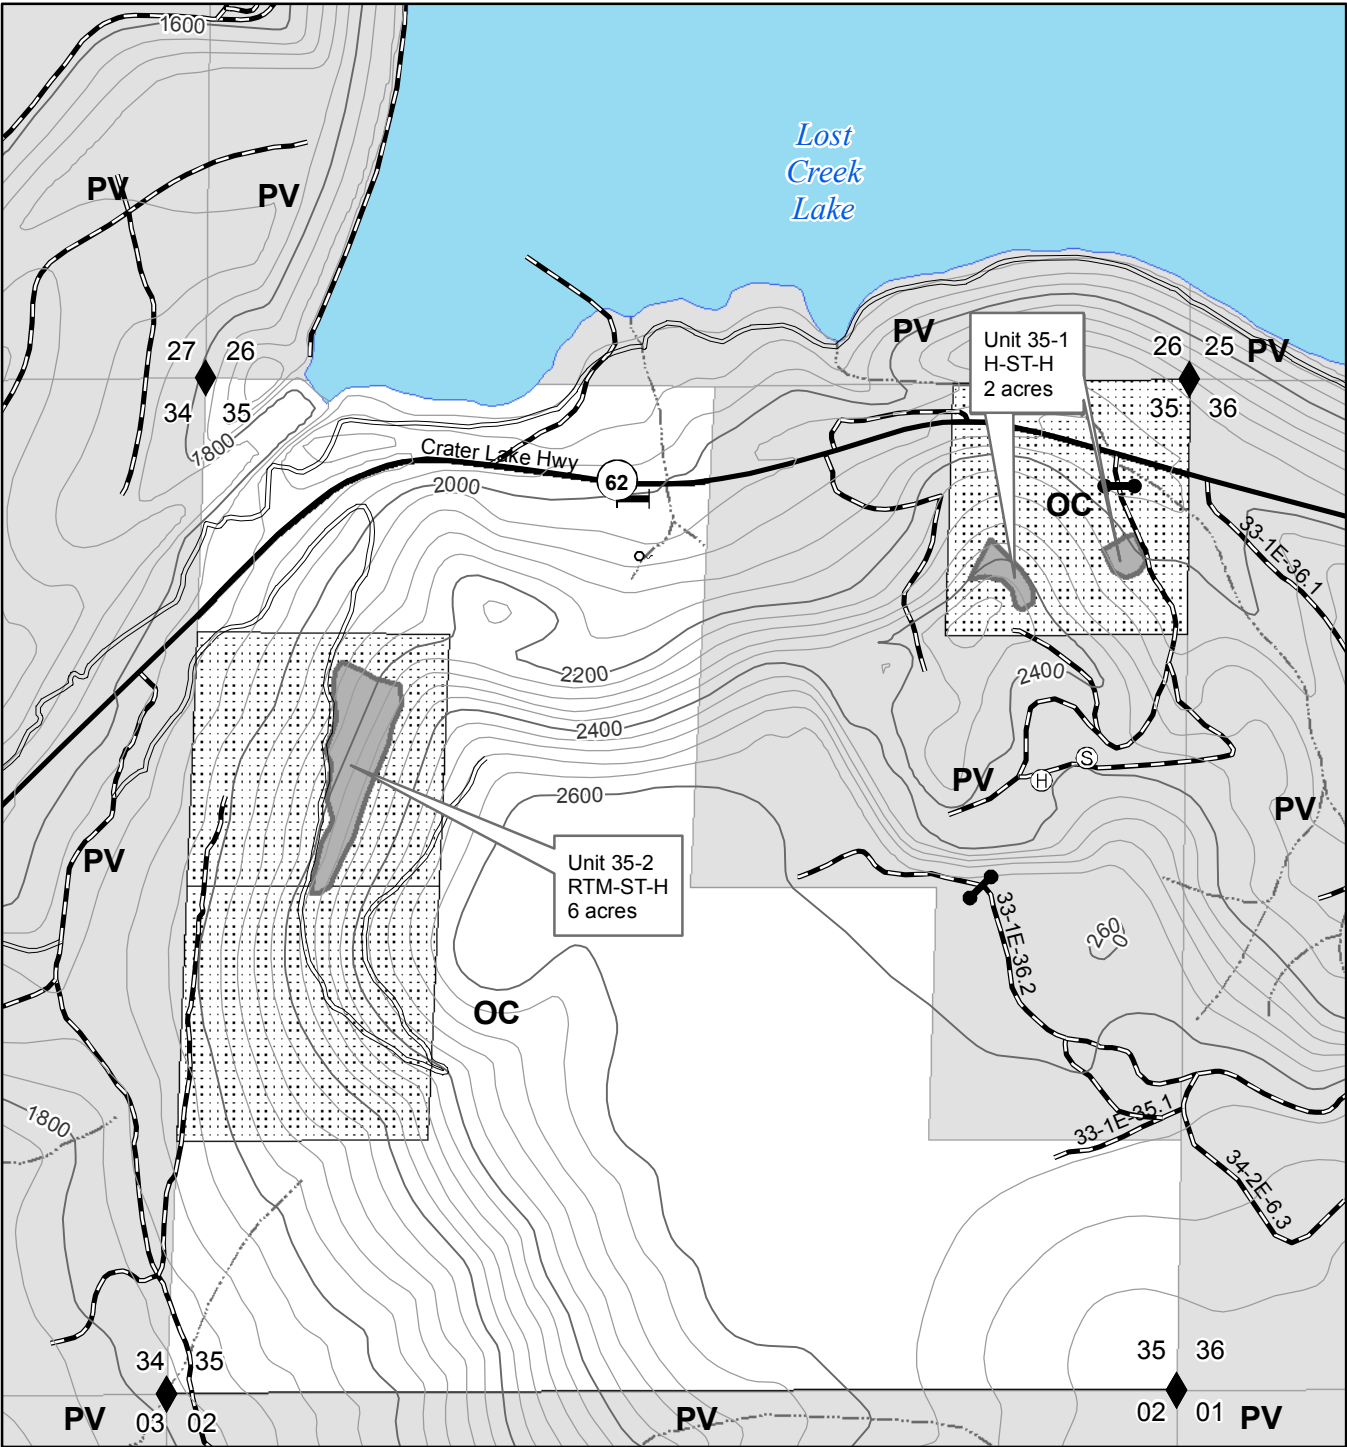 1600
Lost
Creek
Lake
PV
PV
27 26
34 35
PV
Unit 35-1
H-ST-H
2 acres
26 25
PV
35 36
1800
Crater Lake Hwy
62
2000
OC
33-1E-36.1
2200
2400
2400
2600
S
H
PV
PV
PV
Unit 35-2
RTM-ST-H
6 acres
33-1E-36.2
260
0
OC
1800
33-1E-35.1
34-2E-6.3
34 35
03 02
35 36
02 01
PV
PV
PV